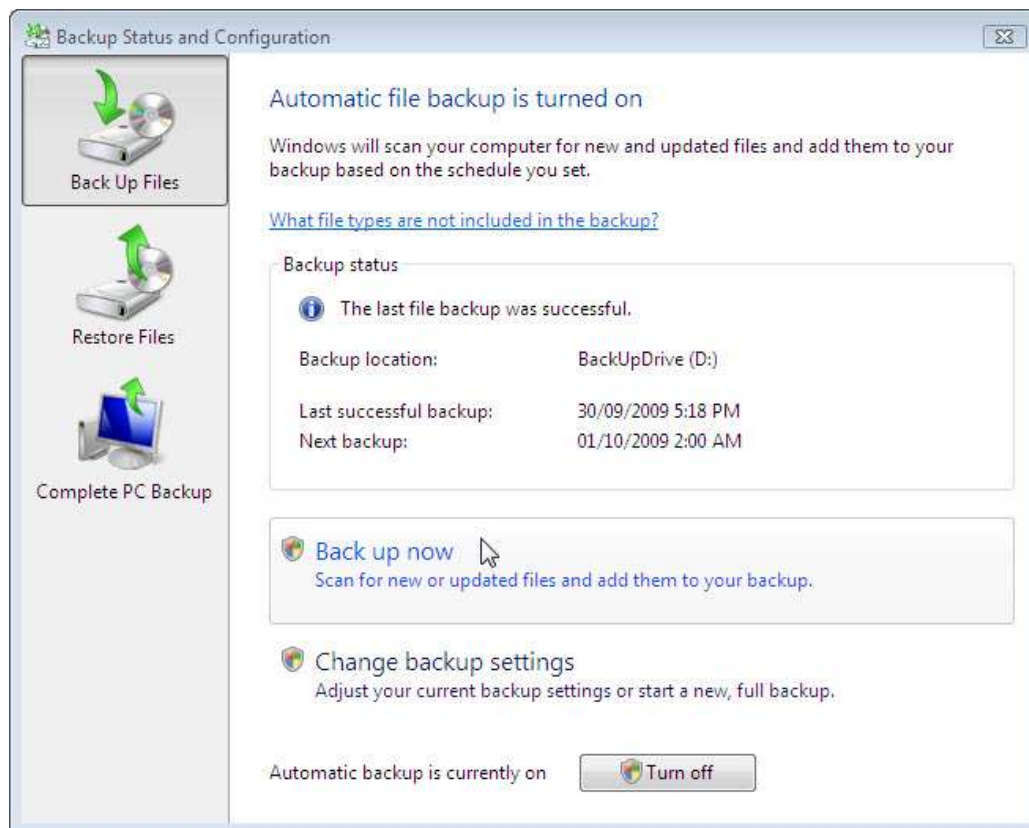 Backup Status and Configuration
Back Up Files
Restore Files
Complete PC Backup
Automatic file backup is turned on
Windows will scan your computer for new and updated files and add them to your
backup based on the schedule you set.
What file types are not included in the backup?
Backup status
The last file backup was successful.
Backup location: BackUpDrive (D:)
Last successful backup: 30/09/2009 5:18 PM
Next backup: 01/10/2009 2:00 AM
Back up now
Scan for new or updated files and add them to your backup.
Change backup settings
Adjust your current backup settings or start a new, full backup.
Automatic backup is currently on Turn off